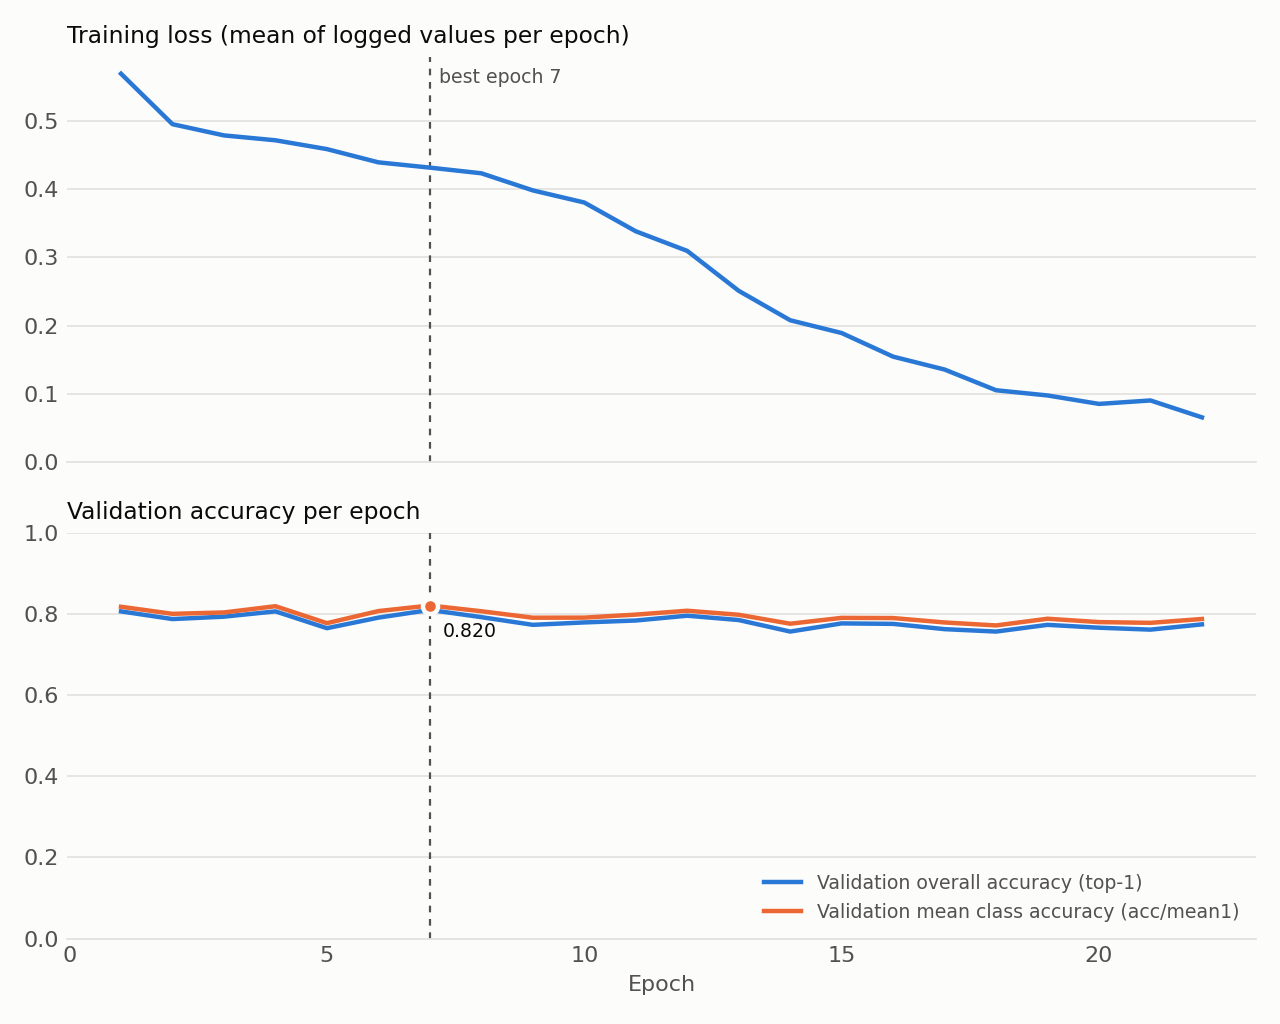 Training loss (mean of logged values per epoch)
best epoch 7
0.5
0.4
0.3
0.2
0.1
0.0
Validation accuracy per epoch
1.0
0.8
0.820
0.6
0.4
0.2
Validation overall accuracy (top-1)
Validation mean class accuracy (acc/mean1)
0.0
0 5 10 15 20
Epoch